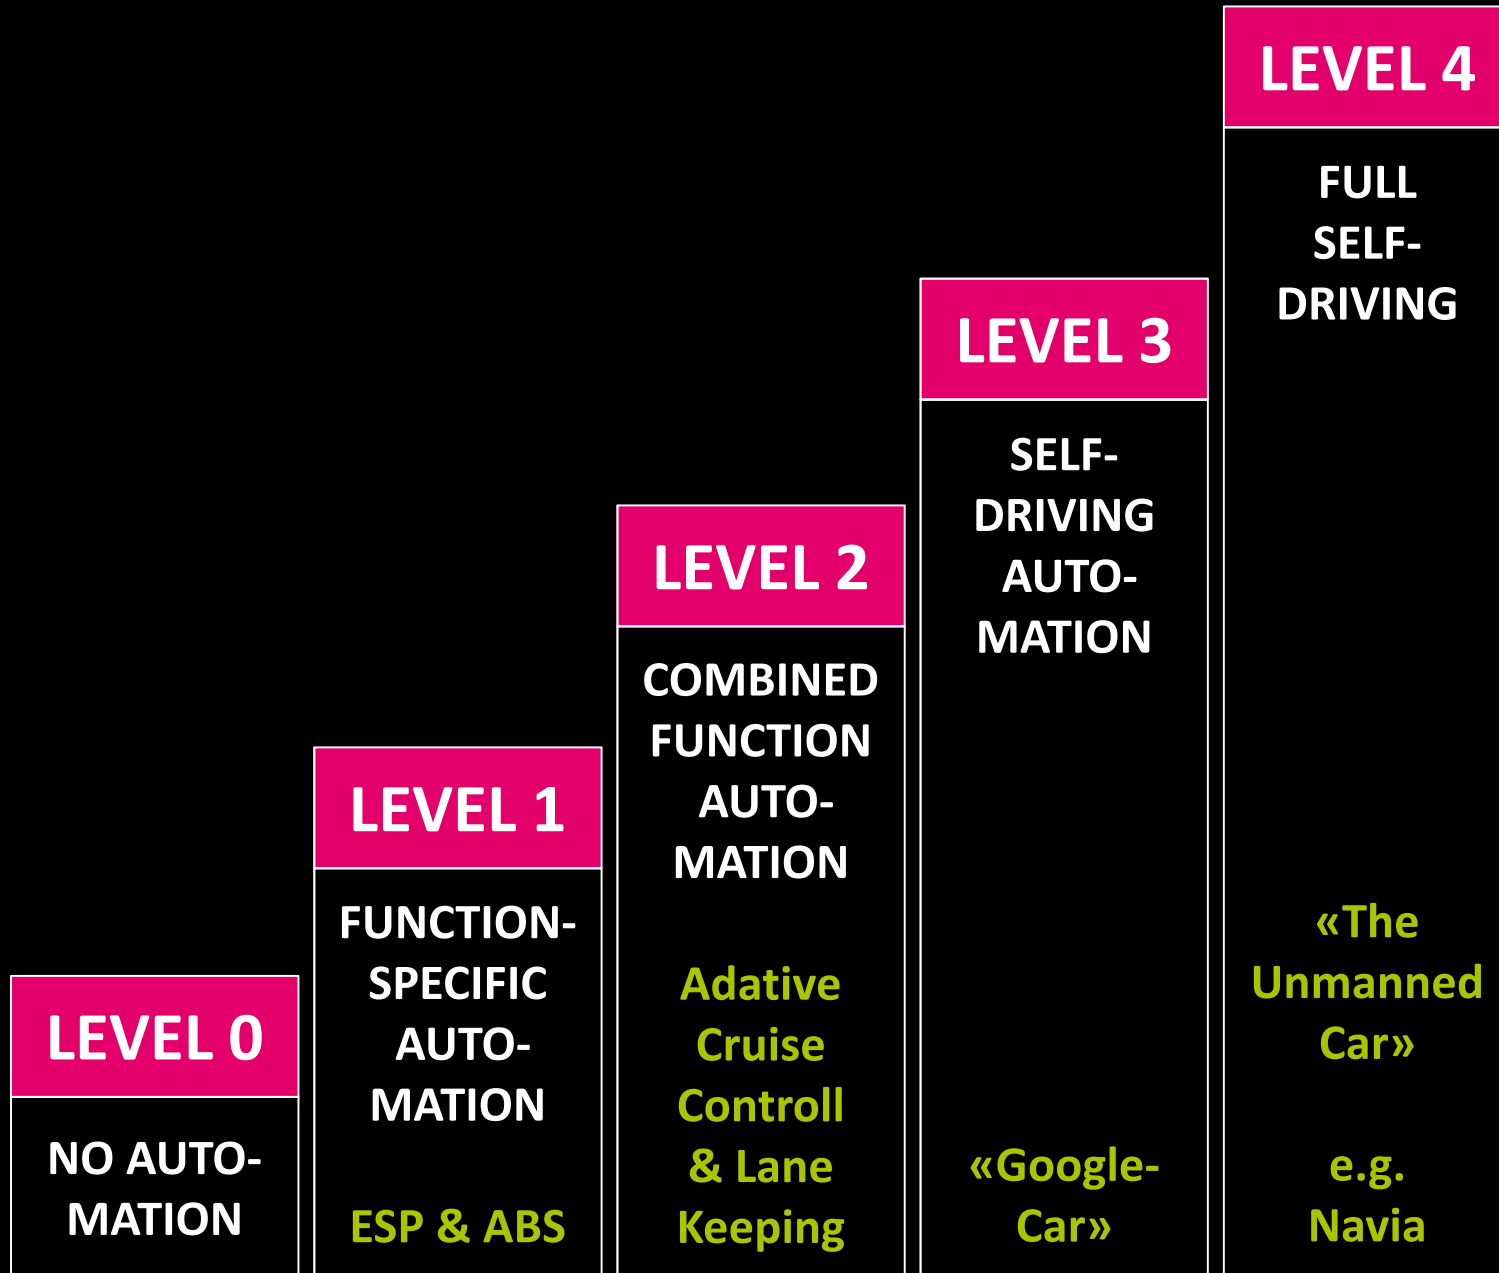 LEVEL 0
NO AUTO-
MATION
LEVEL 1
FUNCTION-
SPECIFIC
AUTO-
MATION
ESP & ABS
LEVEL 2
COMBINED
FUNCTION
AUTO-
MATION
Adative
Cruise
Controll
& Lane
Keeping
LEVEL 3
SELF-
DRIVING
AUTO-
MATION
«Google-
Car»
LEVEL 4
FULL
SELF-
DRIVING
«The
Unmanned
Car»
e.g.
Navia